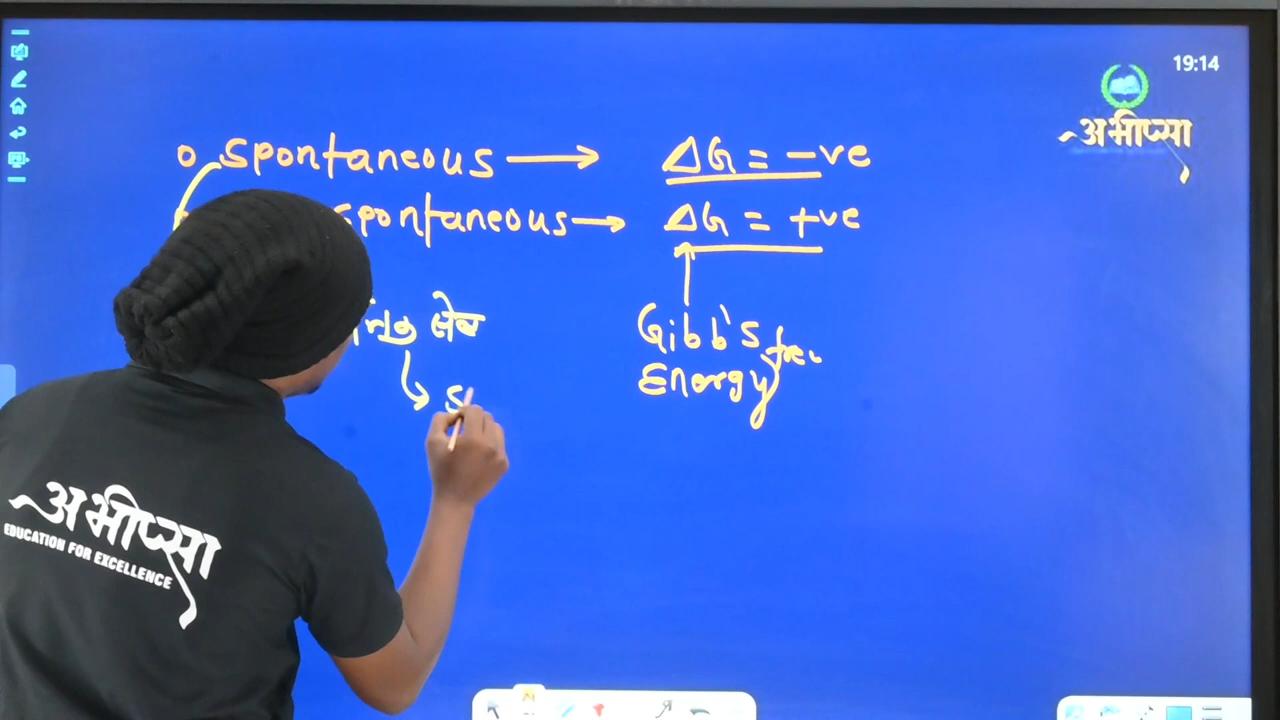 19:14
अभीप्सा
o spontaneous → ΔG = -ve
spontaneous → ΔG = +ve
सेल
Gibb's free
Energy
S
अभीप्सा
EDUCATION FOR EXCELLENCE